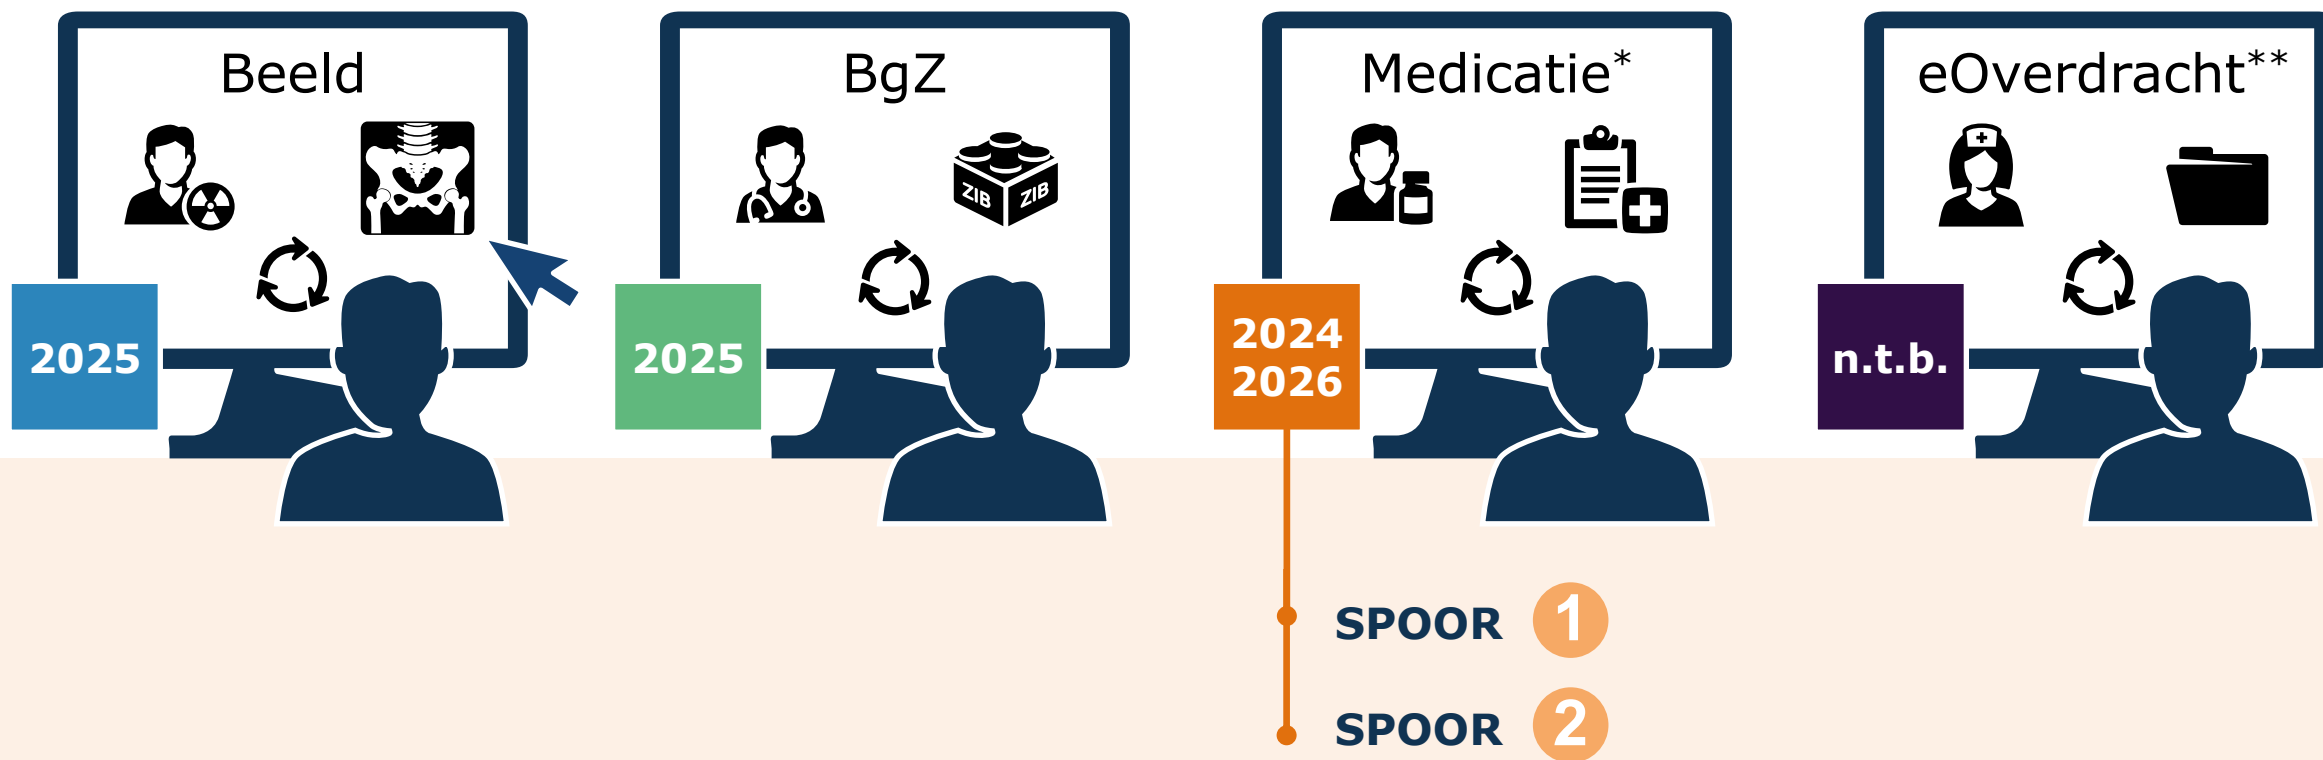 Beeld
BgZ
Medicatie*
eOverdracht**
ZIB ZIB
2025
2025
2024
2026
n.t.b.
SPOOR 1
SPOOR 2